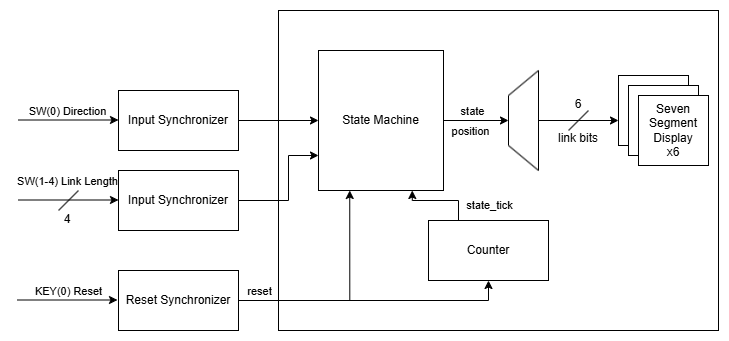 SW(0) Direction
Input Synchronizer
State Machine
state
position
6
link bits
Seven
Segment
Display
x6
SW(1-4) Link Length
4
Input Synchronizer
state_tick
Counter
KEY(0) Reset
Reset Synchronizer
reset